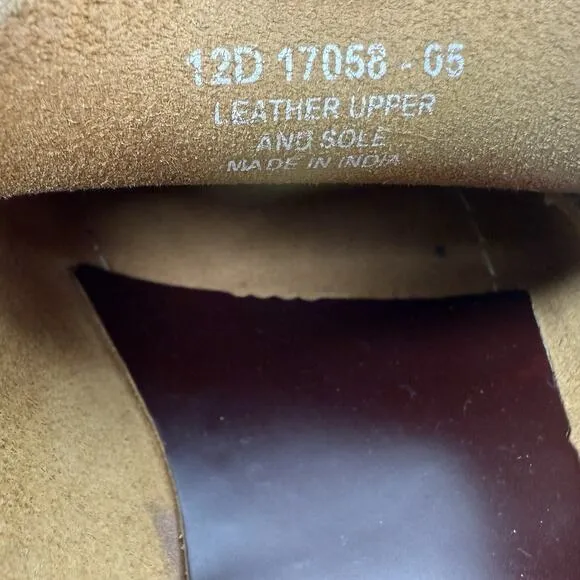 12D 17058 - 05
LEATHER UPPER
AND SOLE
MADE IN INDIA